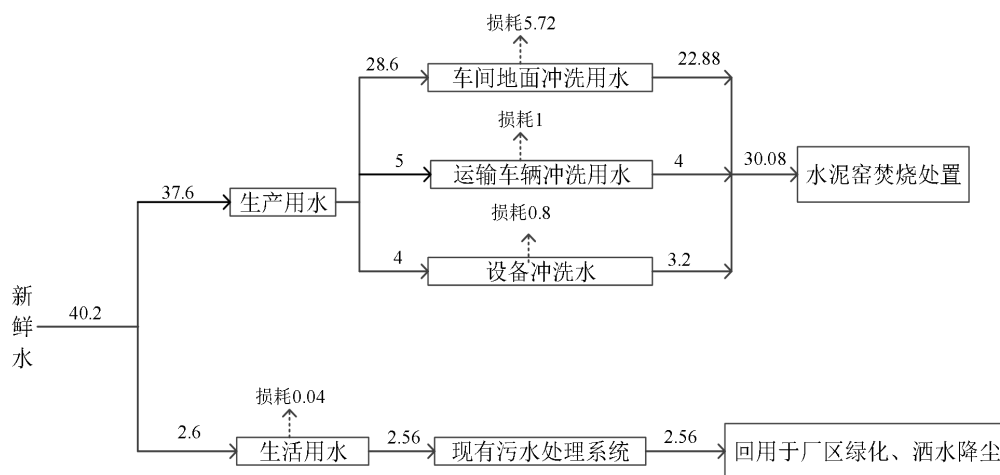 损耗5.72
28.6
车间地面冲洗用水
22.88
损耗1
5
运输车辆冲洗用水
4
30.08
水泥窑焚烧处置
37.6
生产用水
损耗0.8
4
设备冲洗水
3.2
新鲜水
40.2
损耗0.04
2.6
生活用水
2.56
现有污水处理系统
2.56
回用于厂区绿化、洒水降尘